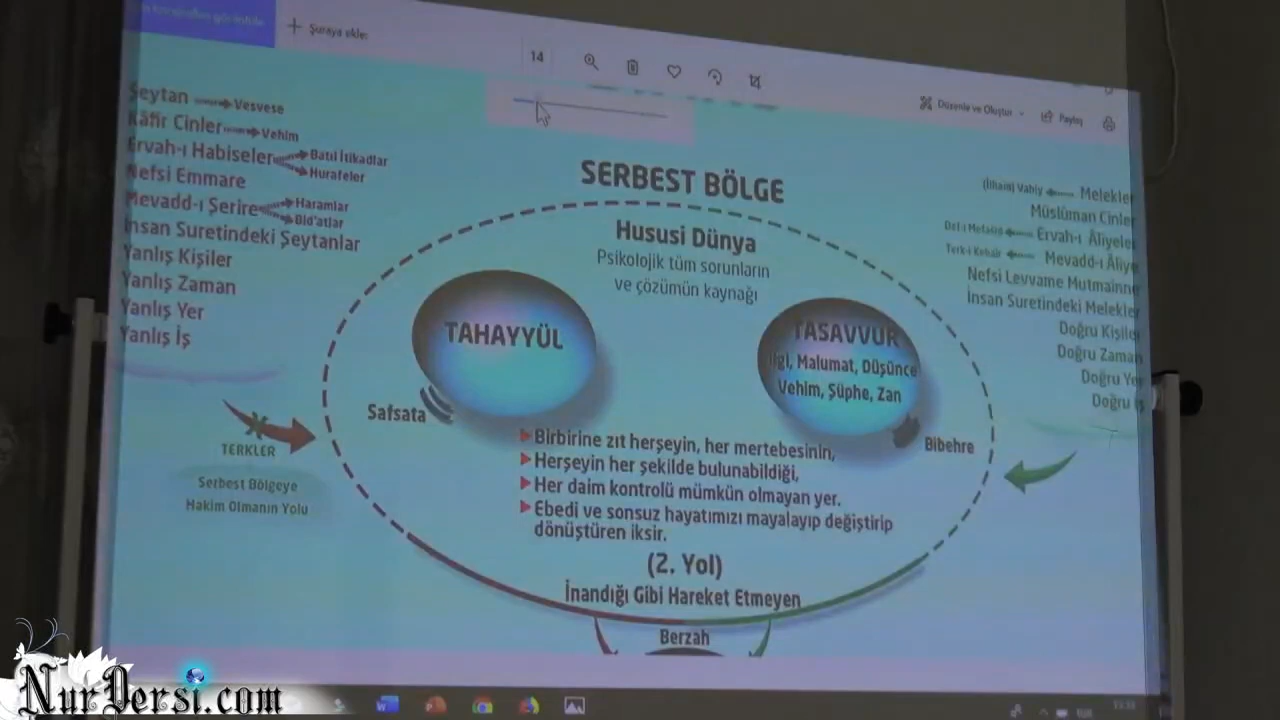 Şuraya ekle:
14
Düzenle ve Oluştur
Paylaş
Şeytan Vesvese
Kâfir Cinler Vehim
Ervah-ı Habiseler Batıl İtikadlar
Hurafeler
Nefsi Emmare
Mevadd-ı Şerire Haramlar
Bid'atlar
İnsan Suretindeki Şeytanlar
Yanlış Kişiler
Yanlış Zaman
Yanlış Yer
Yanlış İş
TERKLER
Serbest Bölgeye
Hakim Olmanın Yolu
SERBEST BÖLGE
Hususi Dünya
Psikolojik tüm sorunların
ve çözümün kaynağı
TAHAYYÜL
Safsata
TASAVVUR
Malumat, Düşünce
Vehim, Şüphe, Zan
Bibehre
Birbirine zıt herşeyin, her mertebesinin,
Herşeyin her şekilde bulunabildiği,
Her daim kontrolü mümkün olmayan yer.
Ebedi ve sonsuz hayatımızı mayalayıp değiştirip
dönüştüren iksir.
(2. Yol)
İnandığı Gibi Hareket Etmeyen
Berzah
(İlham) Vahiy Melekler
Müslüman Cinler
Ervah-ı Âliyeler
Terk-i Kebair Mevadd-ı Âliye
Nefsi Levvame Mutmainne
İnsan Suretindeki Melekler
Doğru Kişiler
Doğru Zaman
Doğru
Doğru
NurDersi.com